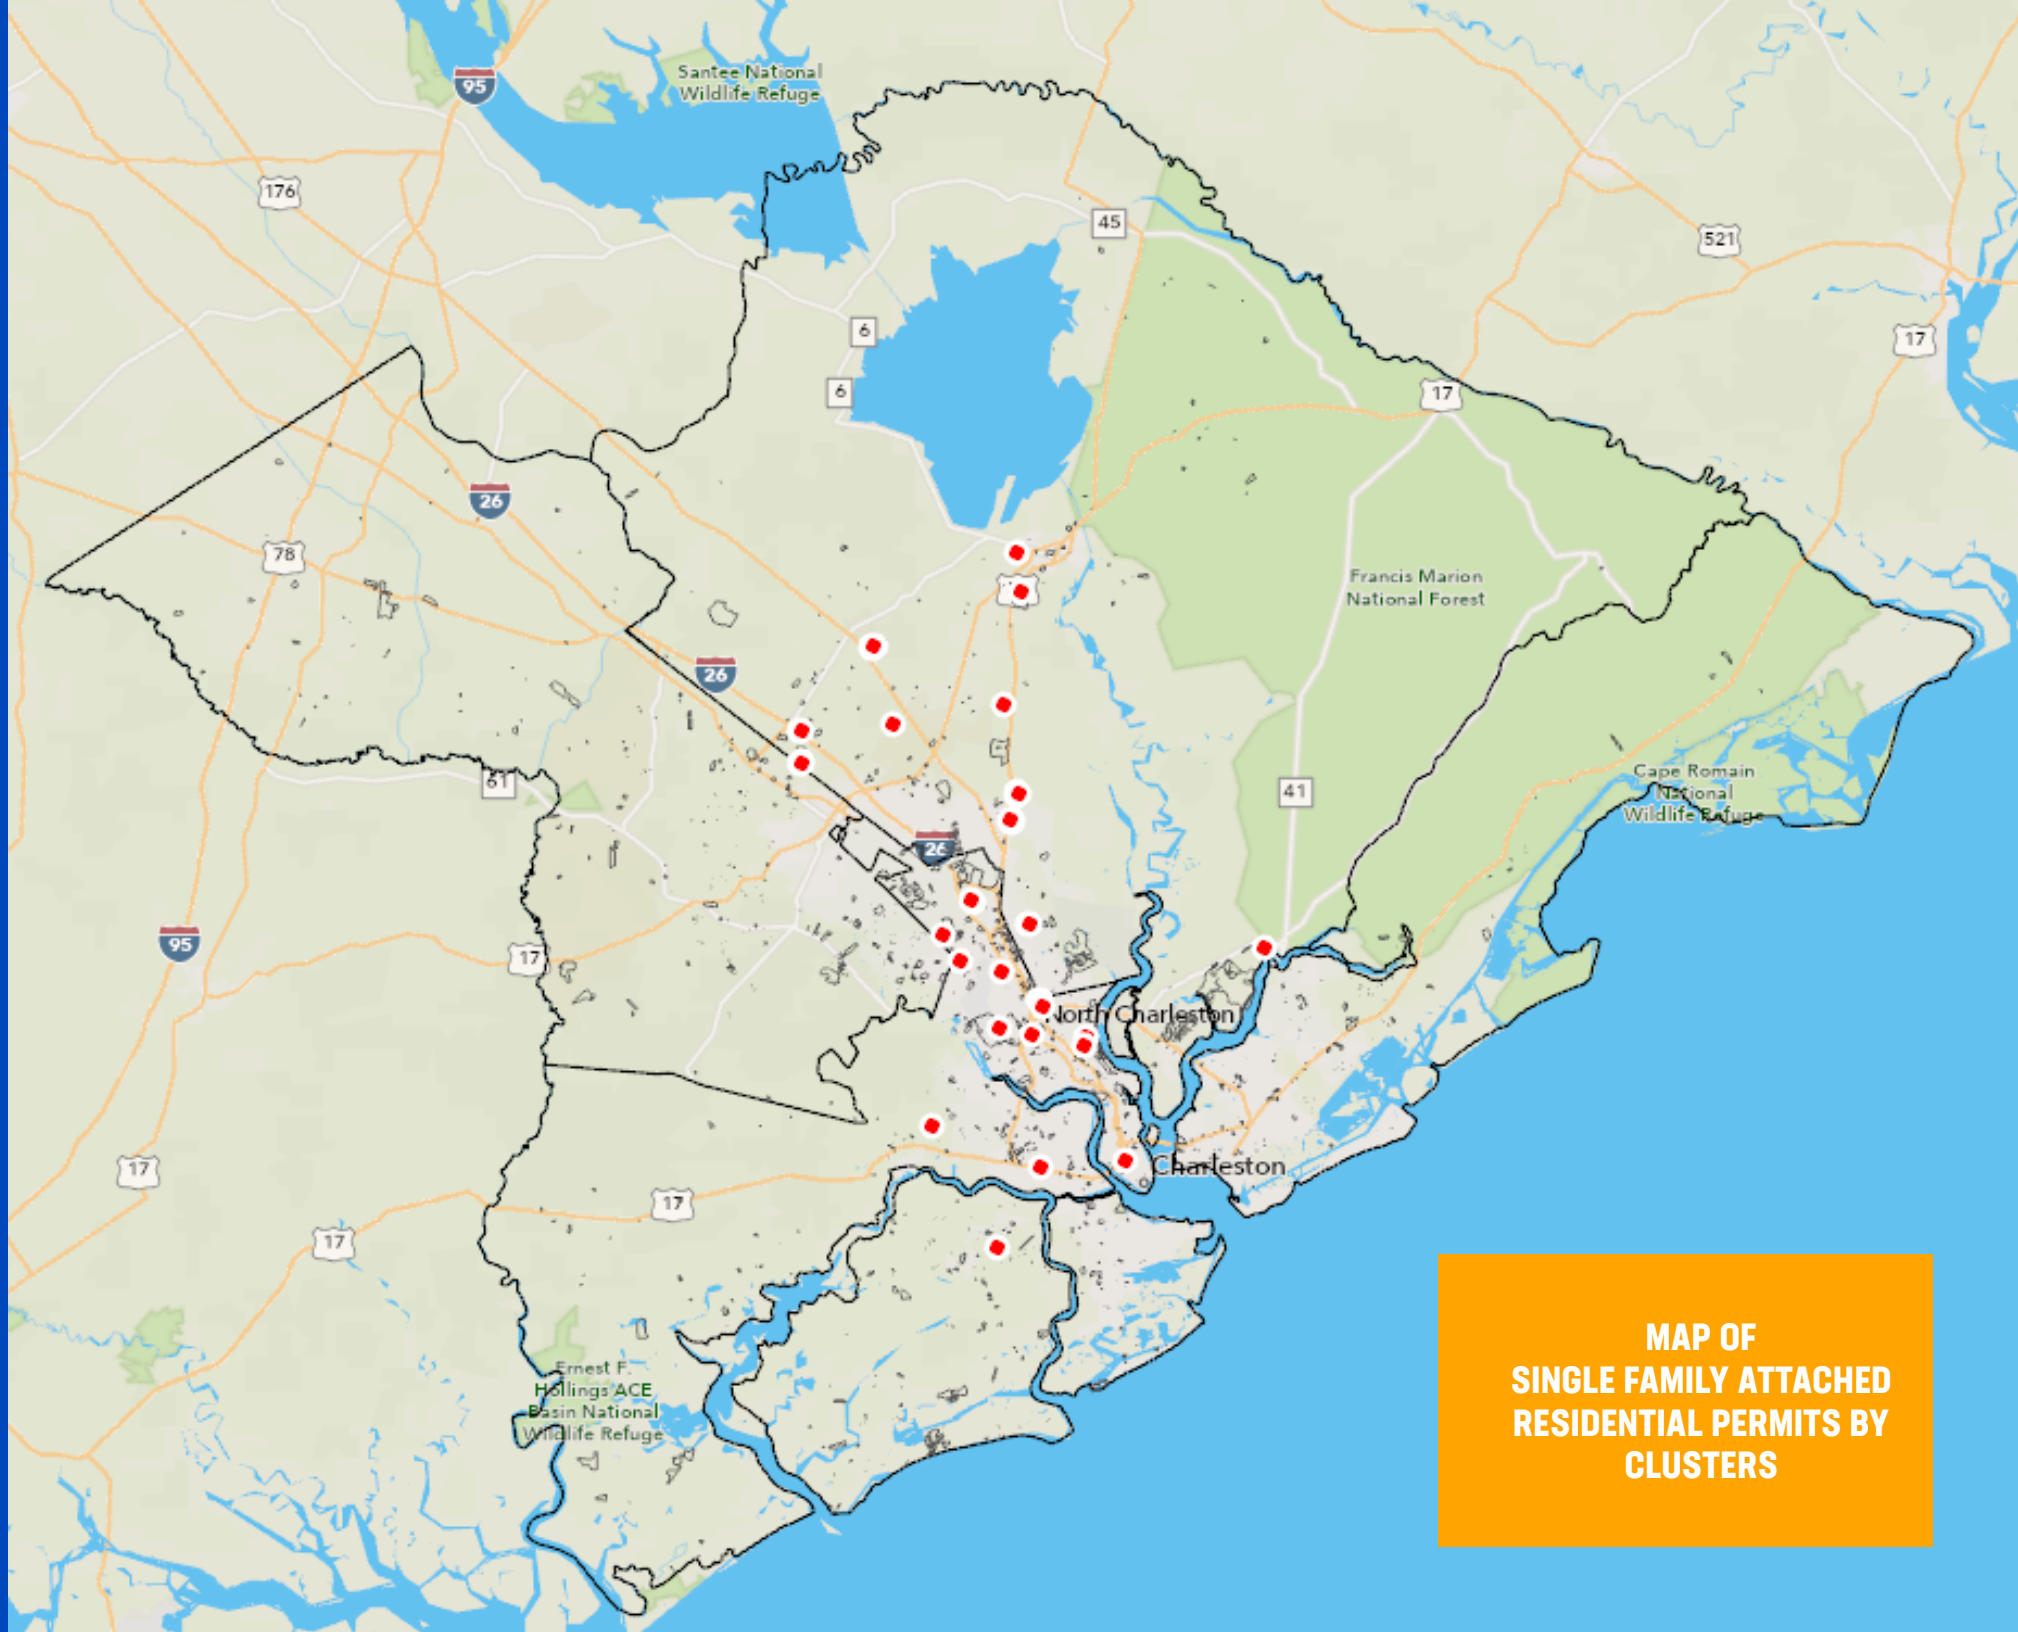 Santee National
Wildlife Refuge
95
176
45
521
6
17
6
17
26
78
Francis Marion
National Forest
26
Cape Romain
National
Wildlife Refuge
61
41
26
95
17
North Charleston
17
Charleston
17
17
Ernest F.
Hollings ACE
Basin National
Wildlife Refuge
MAP OF
SINGLE FAMILY ATTACHED
RESIDENTIAL PERMITS BY
CLUSTERS